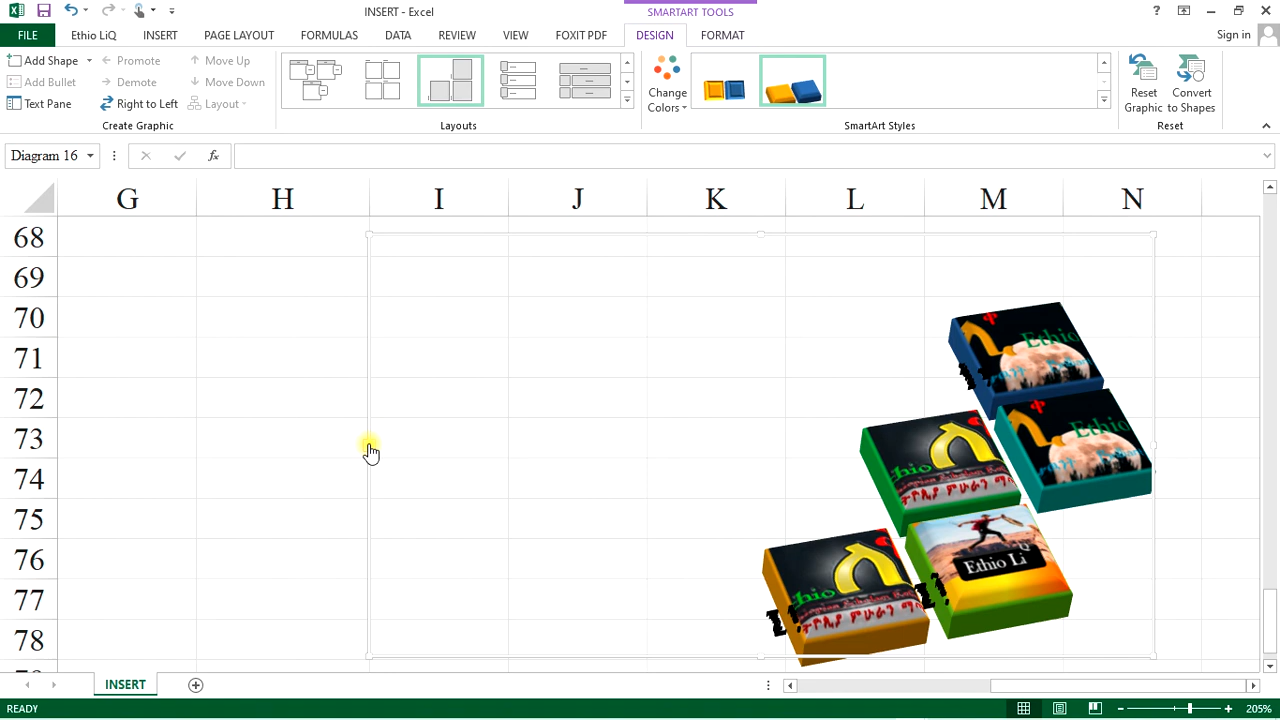 INSERT - Excel
SMARTART TOOLS
?
FILE
Ethio LiQ
INSERT
PAGE LAYOUT
FORMULAS
DATA
REVIEW
VIEW
FOXIT PDF
DESIGN
FORMAT
Sign in
Add Shape
Promote
Move Up
Add Bullet
Demote
Move Down
Text Pane
Right to Left
Layout
Create Graphic
Layouts
Change
Colors
SmartArt Styles
Reset
Graphic
Convert
to Shapes
Reset
Diagram 16
fx
G H I J K L M N
68
69
70
71
72
73
74
75
76
77
78
Ethio
Ethio
Ethio Li
INSERT
READY
205%